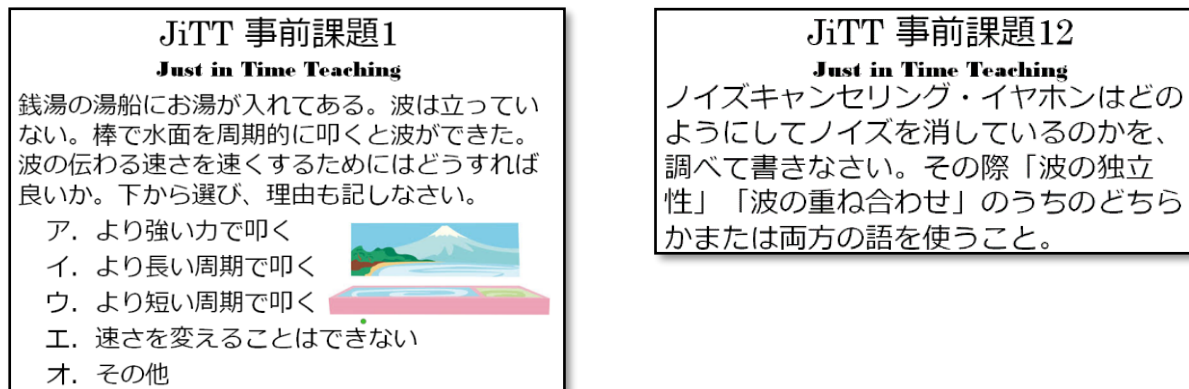 JiTT 事前課題1
Just in Time Teaching
銭湯の湯船にお湯が入れてある。波は立ってい
ない。棒で水面を周期的に叩くと波ができた。
波の伝わる速さを速くするためにはどうすれば
良いか。下から選び、理由も記しなさい。
ア．より強い力で叩く
イ．より長い周期で叩く
ウ．より短い周期で叩く
エ．速さを変えることはできない
オ．その他
JiTT 事前課題12
Just in Time Teaching
ノイズキャンセリング・イヤホンはどの
ようにしてノイズを消しているのかを、
調べて書きなさい。その際「波の独立
性」「波の重ね合わせ」のうちのどちら
かまたは両方の語を使うこと。